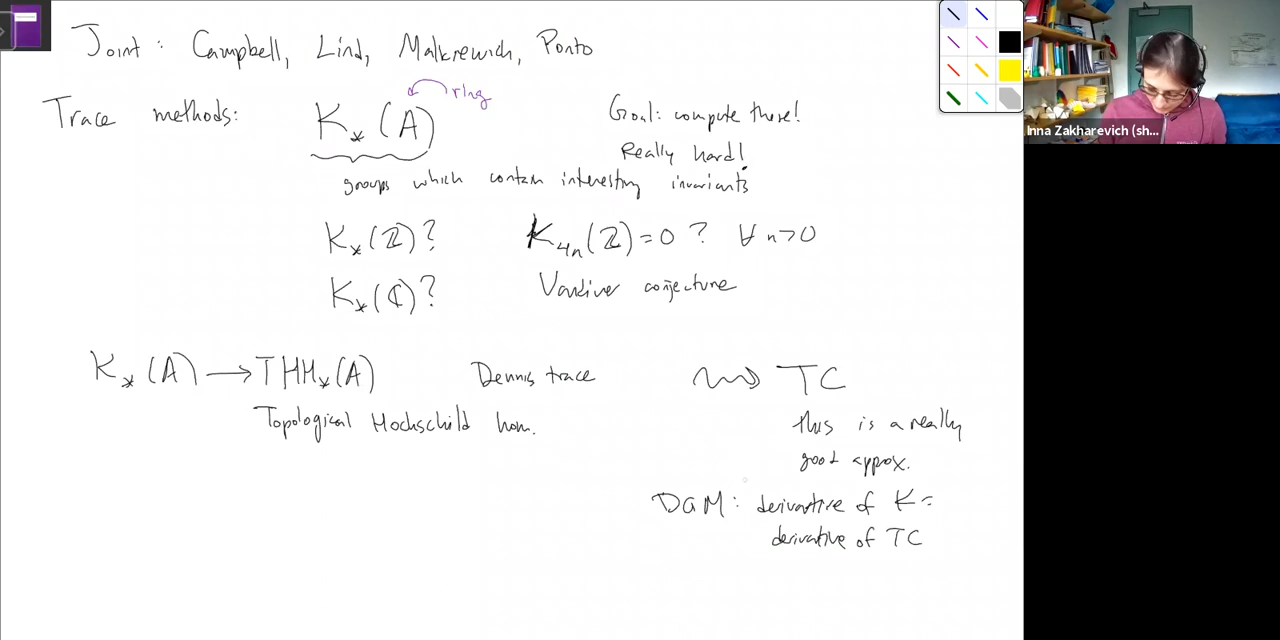 Joint: Campbell, Lind, Malkiewich, Ponto
Trace methods: K_*(A) ring
Goal: compute these!
Really hard!
groups which contain interesting invariants
K_*(ℤ)? K_{4n}(ℤ)=0? ∀ n>0
K_*(ℂ)? Vandiver conjecture
K_*(A) → THH_*(A) Dennis trace ⇝ TC
Topological Hochschild hom.
this is a really
good approx.
DGM: derivative of K =
derivative of TC
Inna Zakharevich (sh...